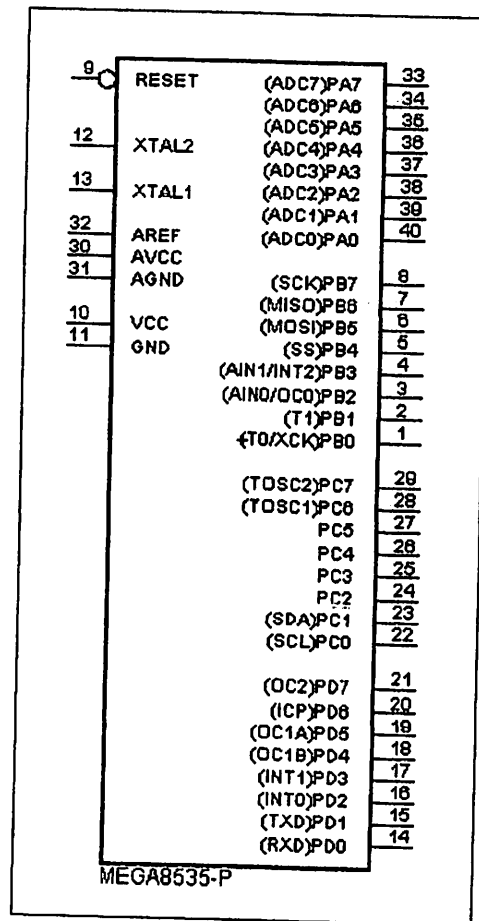 9 RESET (ADC7)PA7 33
(ADC6)PA6 34
(ADC5)PA5 35
12 XTAL2 (ADC4)PA4 36
(ADC3)PA3 37
13 XTAL1 (ADC2)PA2 38
(ADC1)PA1 39
32 AREF (ADC0)PA0 40
30 AVCC
31 AGND (SCK)PB7 8
(MISO)PB6 7
10 VCC (MOSI)PB5 6
11 GND (SS)PB4 5
(AIN1/INT2)PB3 4
(AIN0/OC0)PB2 3
(T1)PB1 2
(T0/XCK)PB0 1
(TOSC2)PC7 29
(TOSC1)PC6 28
PC5 27
PC4 26
PC3 25
PC2 24
(SDA)PC1 23
(SCL)PC0 22
(OC2)PD7 21
(ICP)PD6 20
(OC1A)PD5 19
(OC1B)PD4 18
(INT1)PD3 17
(INT0)PD2 16
(TXD)PD1 15
(RXD)PD0 14
MEGA8535-P